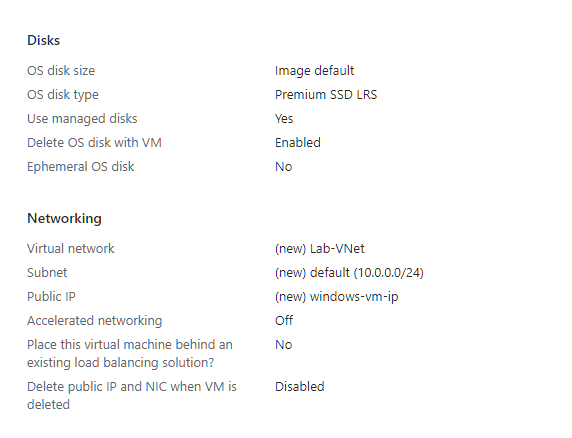 Disks
OS disk size Image default
OS disk type Premium SSD LRS
Use managed disks Yes
Delete OS disk with VM Enabled
Ephemeral OS disk No
Networking
Virtual network (new) Lab-VNet
Subnet (new) default (10.0.0.0/24)
Public IP (new) windows-vm-ip
Accelerated networking Off
Place this virtual machine behind an No
existing load balancing solution?
Delete public IP and NIC when VM is Disabled
deleted